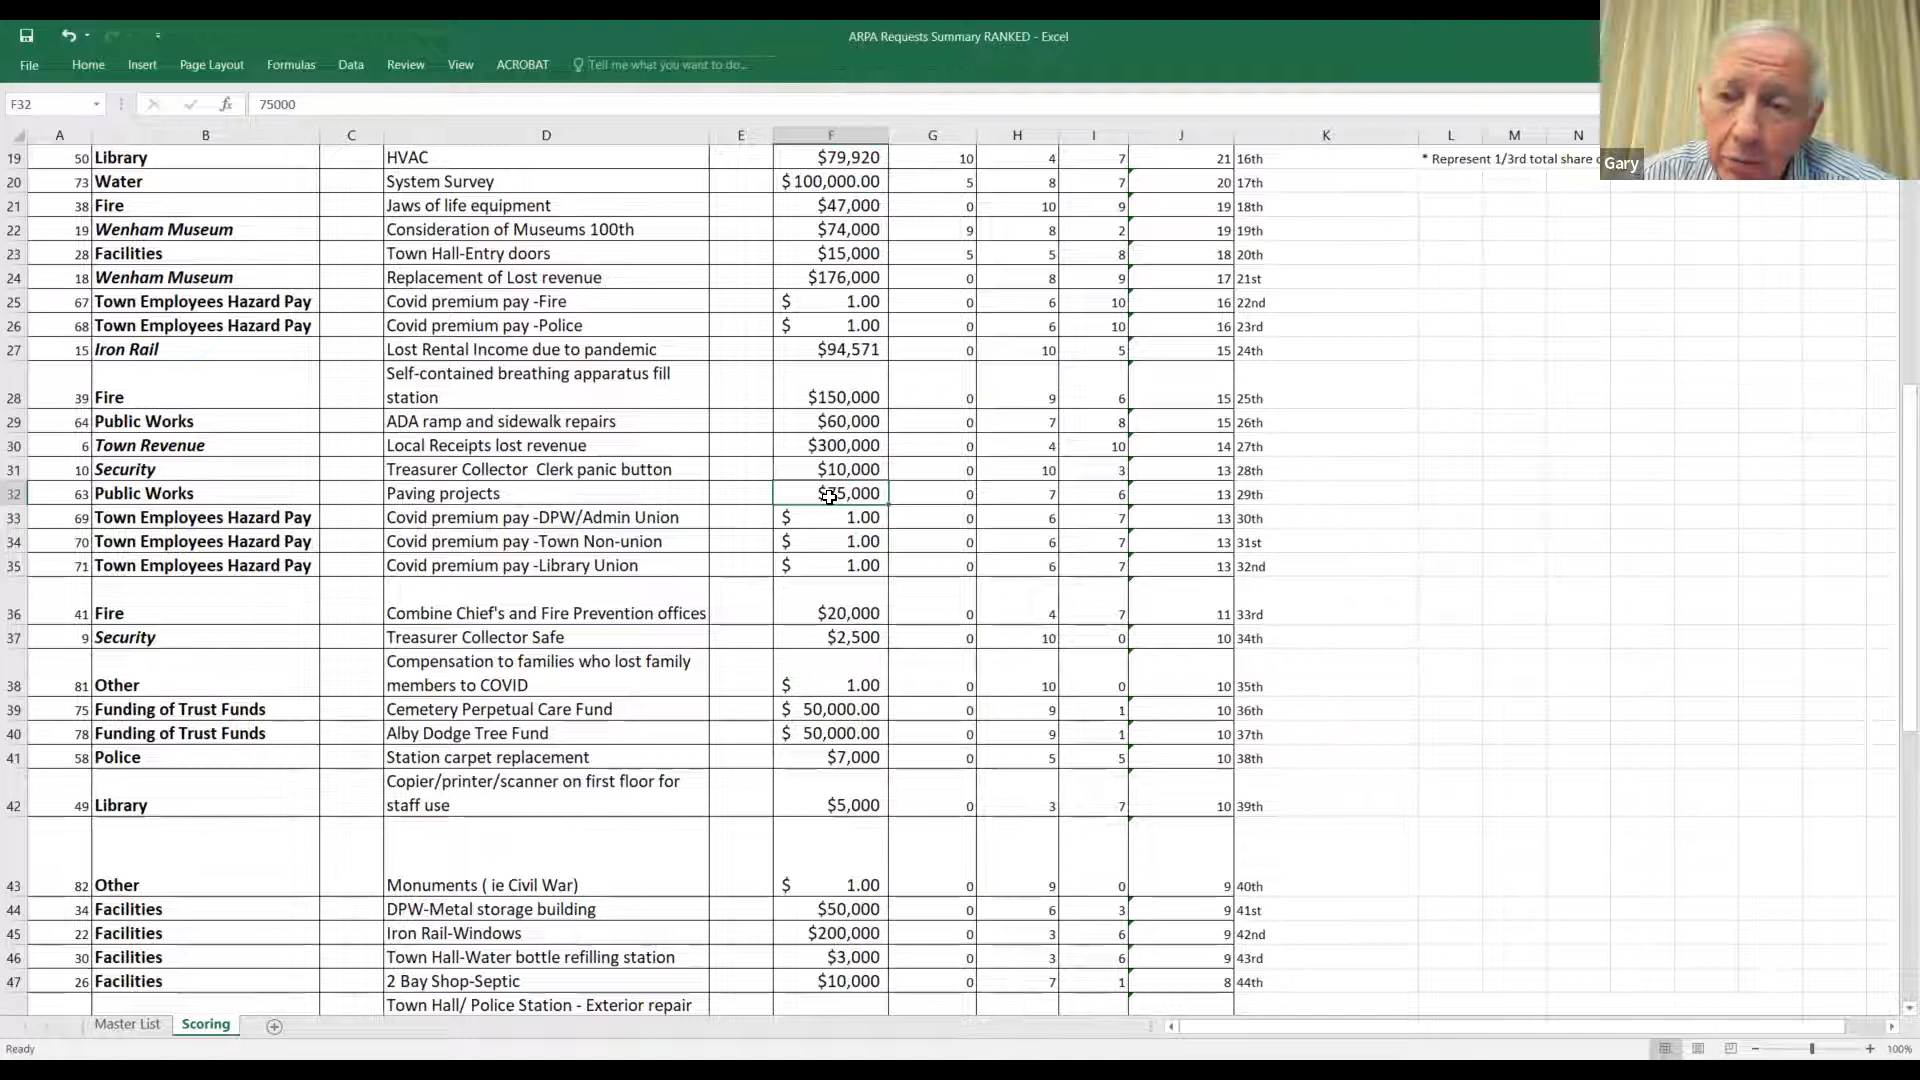 ARPA Requests Summary RANKED - Excel
File Home Insert Page Layout Formulas Data Review View ACROBAT Tell me what you want to do...
F32 fx 75000
A B C D E F G H I J K L M N
19 50 Library HVAC $79,920 10 4 7 21 16th * Represent 1/3rd total share
Gary
20 73 Water System Survey $100,000.00 5 8 7 20 17th
21 38 Fire Jaws of life equipment $47,000 0 10 9 19 18th
22 19 Wenham Museum Consideration of Museums 100th $74,000 9 8 2 19 19th
23 28 Facilities Town Hall-Entry doors $15,000 5 5 8 18 20th
24 18 Wenham Museum Replacement of Lost revenue $176,000 0 8 9 17 21st
25 67 Town Employees Hazard Pay Covid premium pay -Fire $ 1.00 0 6 10 16 22nd
26 68 Town Employees Hazard Pay Covid premium pay -Police $ 1.00 0 6 10 16 23rd
27 15 Iron Rail Lost Rental Income due to pandemic $94,571 0 10 5 15 24th
Self-contained breathing apparatus fill
28 39 Fire station $150,000 0 9 6 15 25th
29 64 Public Works ADA ramp and sidewalk repairs $60,000 0 7 8 15 26th
30 6 Town Revenue Local Receipts lost revenue $300,000 0 4 10 14 27th
31 10 Security Treasurer Collector Clerk panic button $10,000 0 10 3 13 28th
32 63 Public Works Paving projects $75,000 0 7 6 13 29th
33 69 Town Employees Hazard Pay Covid premium pay -DPW/Admin Union $ 1.00 0 6 7 13 30th
34 70 Town Employees Hazard Pay Covid premium pay -Town Non-union $ 1.00 0 6 7 13 31st
35 71 Town Employees Hazard Pay Covid premium pay -Library Union $ 1.00 0 6 7 13 32nd
36 41 Fire Combine Chief's and Fire Prevention offices $20,000 0 4 7 11 33rd
37 9 Security Treasurer Collector Safe $2,500 0 10 0 10 34th
Compensation to families who lost family
38 81 Other members to COVID $ 1.00 0 10 0 10 35th
39 75 Funding of Trust Funds Cemetery Perpetual Care Fund $ 50,000.00 0 9 1 10 36th
40 78 Funding of Trust Funds Alby Dodge Tree Fund $ 50,000.00 0 9 1 10 37th
41 58 Police Station carpet replacement $7,000 0 5 5 10 38th
Copier/printer/scanner on first floor for
42 49 Library staff use $5,000 0 3 7 10 39th
43 82 Other Monuments ( ie Civil War) $ 1.00 0 9 0 9 40th
44 34 Facilities DPW-Metal storage building $50,000 0 6 3 9 41st
45 22 Facilities Iron Rail-Windows $200,000 0 3 6 9 42nd
46 30 Facilities Town Hall-Water bottle refilling station $3,000 0 3 6 9 43rd
47 26 Facilities 2 Bay Shop-Septic $10,000 0 7 1 8 44th
Town Hall/ Police Station - Exterior repair
Master List Scoring
Ready 100%